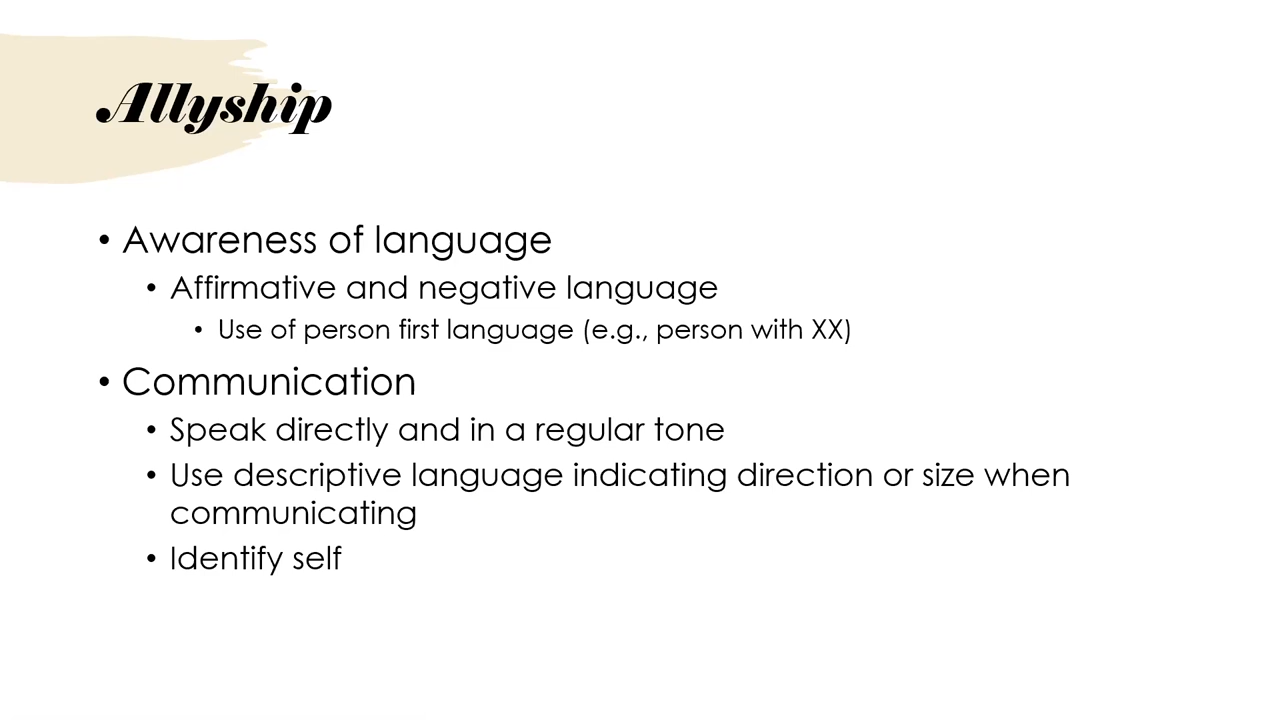 Allyship
• Awareness of language
• Affirmative and negative language
• Use of person first language (e.g., person with XX)
• Communication
• Speak directly and in a regular tone
• Use descriptive language indicating direction or size when
communicating
• Identify self